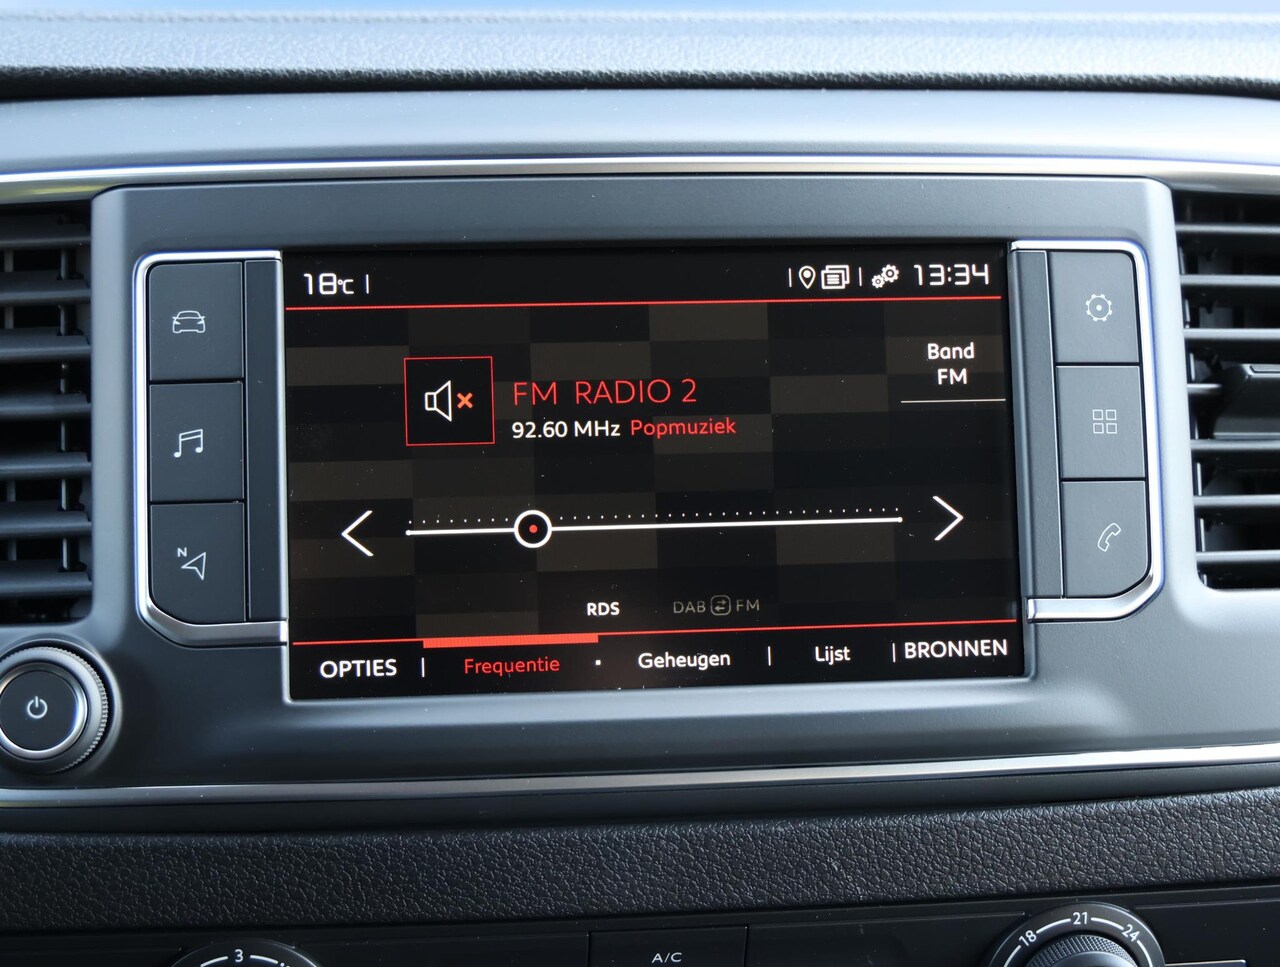 18°C
13:34
Band
FM
FM RADIO 2
92.60 MHz Popmuziek
N
RDS
DAB FM
OPTIES Frequentie Geheugen Lijst BRONNEN
3
A/C
18 21 24